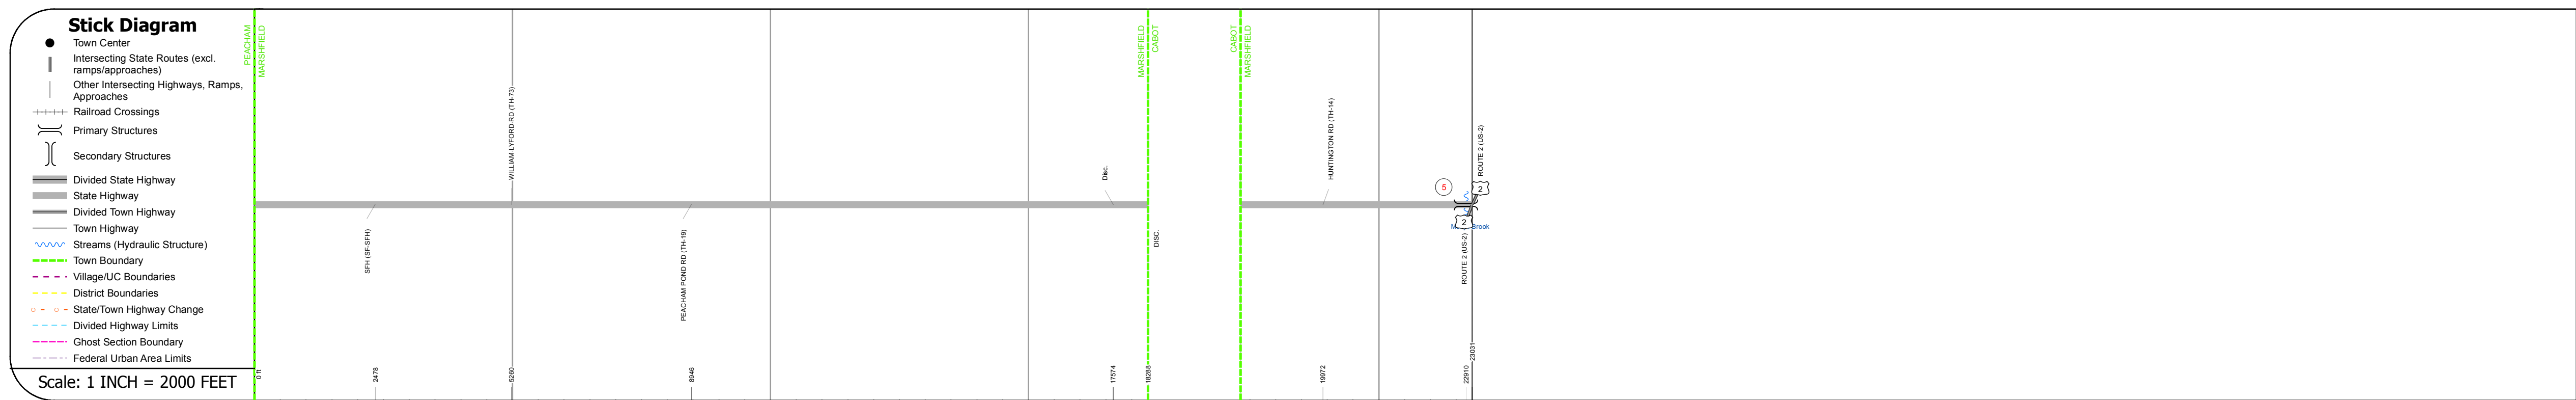 Stick Diagram
Town Center
Intersecting State Routes (excl.
ramps/approaches)
Other Intersecting Highways, Ramps,
Approaches
Railroad Crossings
Primary Structures
Secondary Structures
Divided State Highway
State Highway
Divided Town Highway
Town Highway
Streams (Hydraulic Structure)
Town Boundary
Village/UC Boundaries
District Boundaries
State/Town Highway Change
Divided Highway Limits
Ghost Section Boundary
Federal Urban Area Limits
Scale: 1 INCH = 2000 FEET
PEACHAM
MARSHFIELD
0 ft
SFH (SF-SFH)
2478
WILLIAM LYFORD RD (TH-73)
5260
PEACHAM POND RD (TH-19)
8946
Disc.
17574
MARSHFIELD
CABOT
DISC.
18288
CABOT
MARSHFIELD
HUNTINGTON RD (TH-14)
19972
5
2
2
Brook
ROUTE 2 (US-2)
ROUTE 2 (US-2)
22910
23031